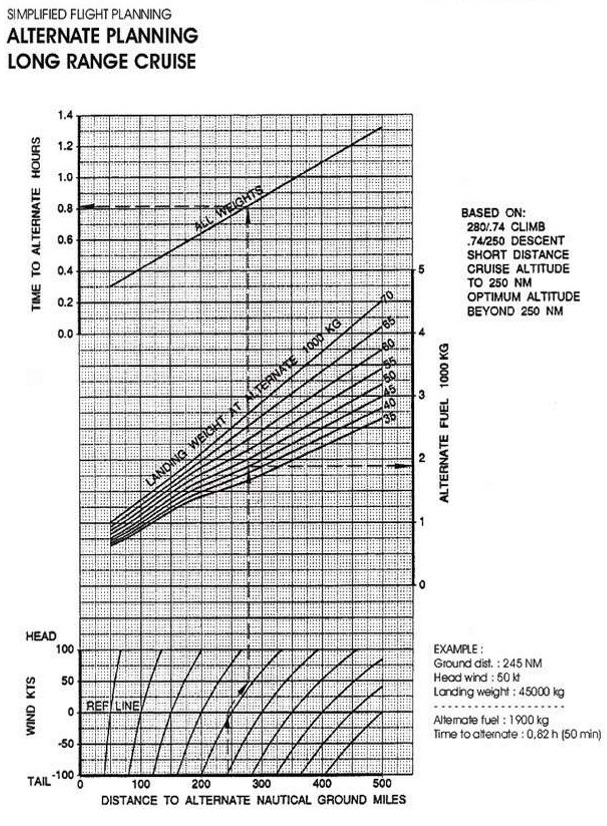 SIMPLIFIED FLIGHT PLANNING
ALTERNATE PLANNING
LONG RANGE CRUISE
1.4
1.2
1.0
0.8
0.6
0.4
0.2
0.0
TIME TO ALTERNATE HOURS
ALL WEIGHTS
BASED ON:
280/.74 CLIMB
.74/250 DESCENT
SHORT DISTANCE
CRUISE ALTITUDE
TO 250 NM
OPTIMUM ALTITUDE
BEYOND 250 NM
LANDING WEIGHT AT ALTERNATE 1000 KG
70
65
60
55
50
45
40
35
5
4
3
2
1
0
ALTERNATE FUEL 1000 KG
HEAD
100
50
0
-50
TAIL -100
WIND KTS
REF LINE
0 100 200 300 400 500
DISTANCE TO ALTERNATE NAUTICAL GROUND MILES
EXAMPLE :
Ground dist. : 245 NM
Head wind : 50 kt
Landing weight : 45000 kg
- - - - - - - - - - - - - - - - - - -
Alternate fuel : 1900 kg
Time to alternate : 0,82 h (50 min)